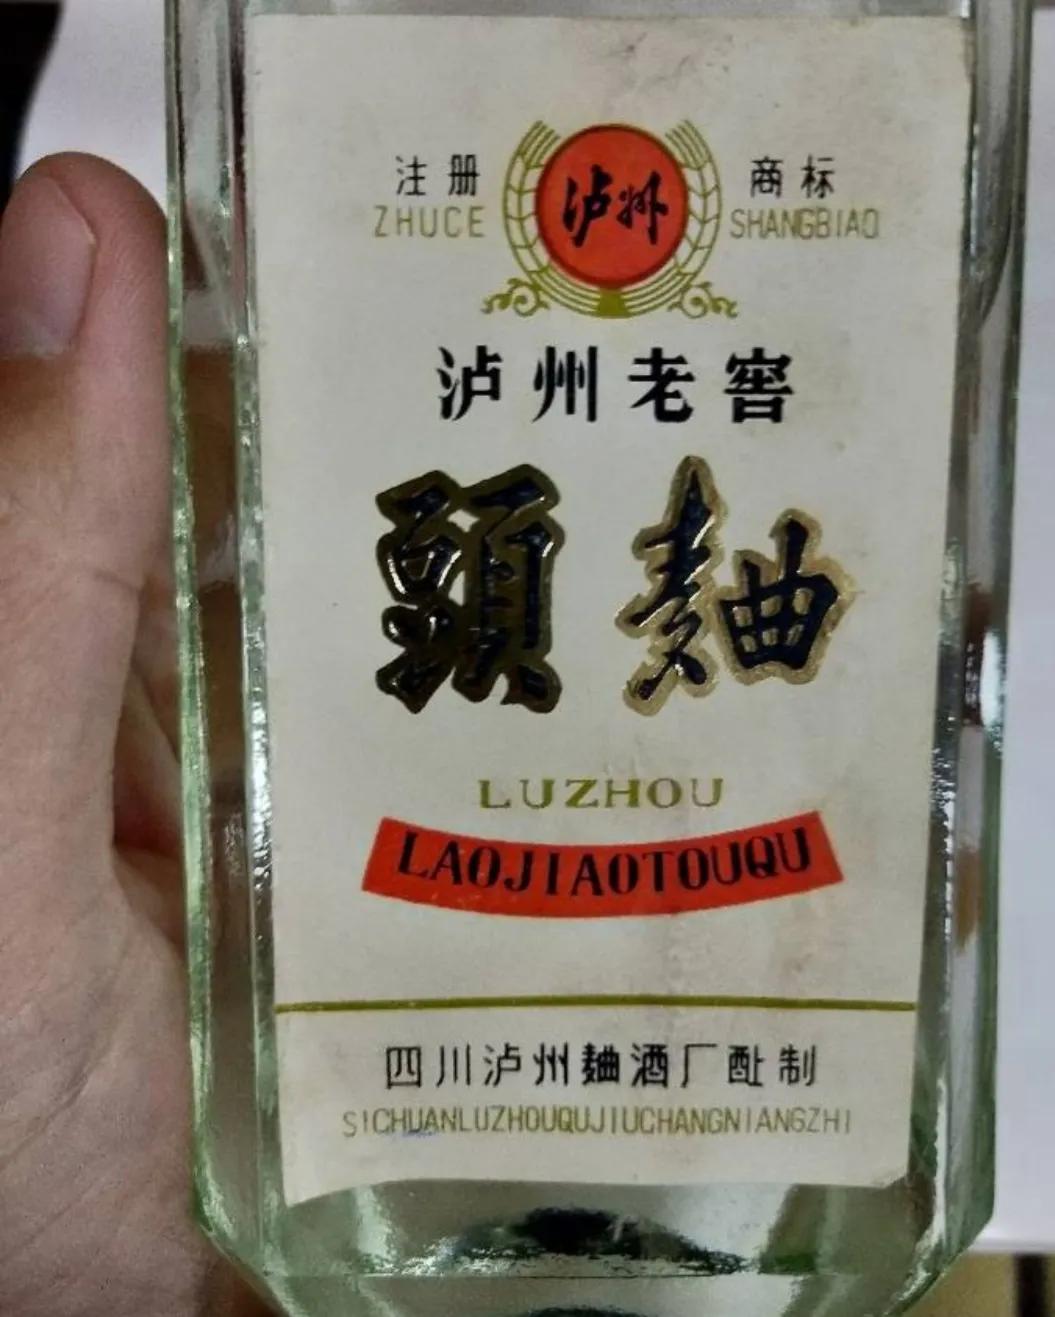 注册 泸州 商标
ZHUCE SHANGBIAO
泸州老窖
頭麯
LUZHOU
LAOJIAOTOUQU
四川泸州麯酒厂酿制
SICHUANLUZHOUQUJIUCHANGNIANGZHI